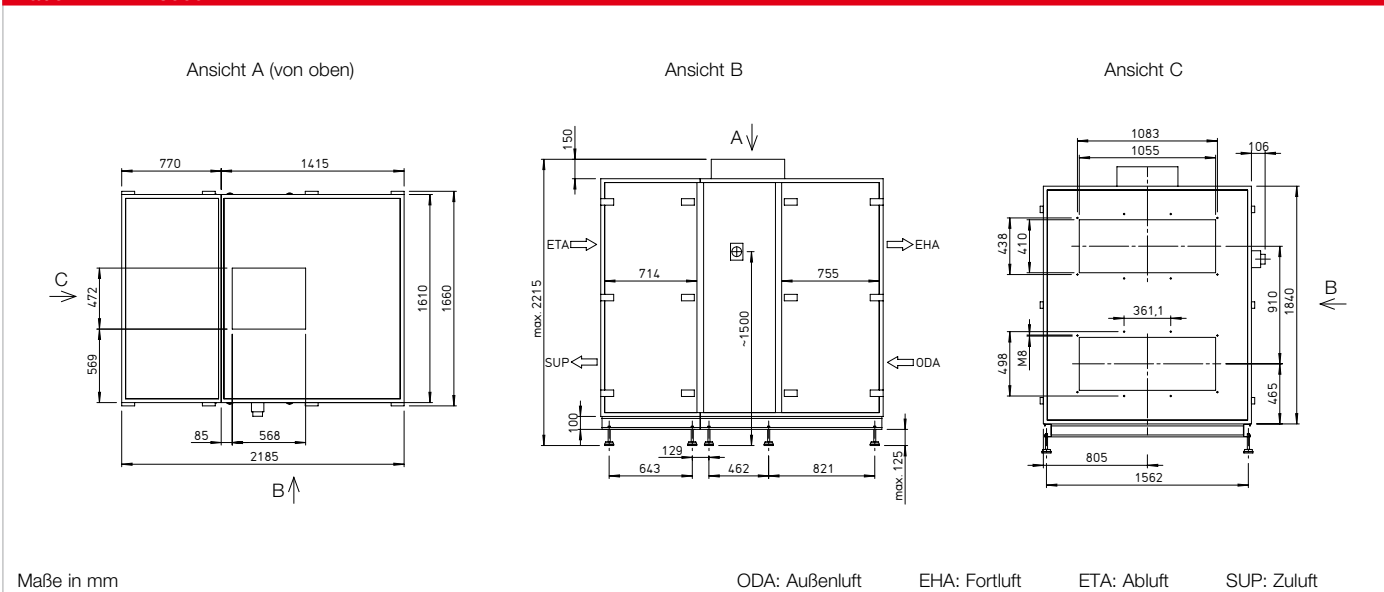 Ansicht A (von oben)
Ansicht B
Ansicht C
770
1415
C
472
569
1610
1660
85
568
2185
B
150
A
max. 2215
ETA
EHA
714
755
~1500
SUP
ODA
100
129
643
462
821
max. 125
1083
1055
106
438
410
910
1840
B
361,1
498
M8
465
805
1562
Maße in mm
ODA: Außenluft EHA: Fortluft ETA: Abluft SUP: Zuluft